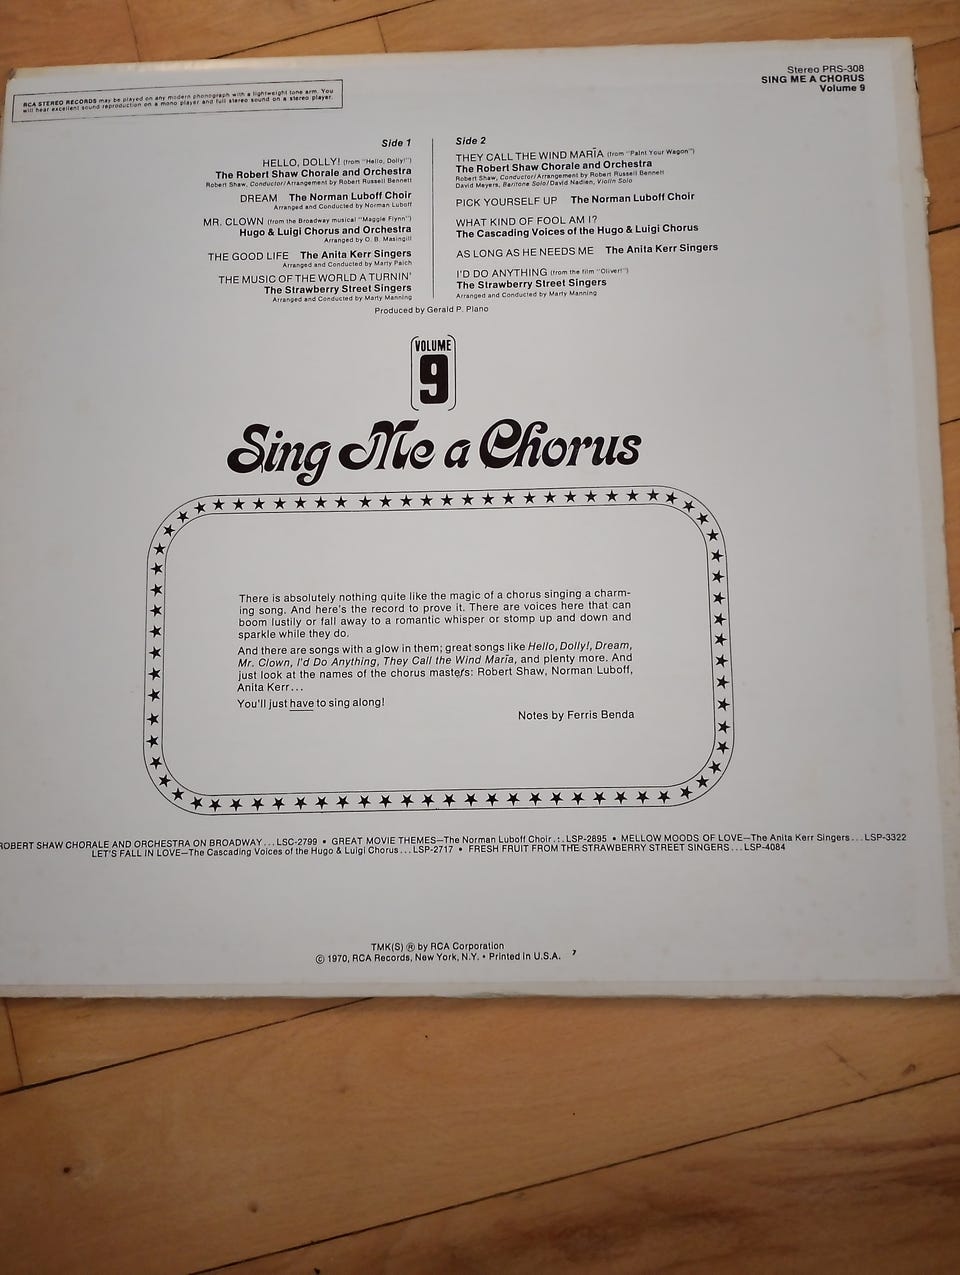 RCA STEREO RECORDS may be played on any modern phonograph with a lightweight tone arm. You
will hear excellent sound reproduction on a mono player and full stereo sound on a stereo player.
Stereo PRS-308
SING ME A CHORUS
Volume 9
Side 1
HELLO, DOLLY! (from "Hello, Dolly!")
The Robert Shaw Chorale and Orchestra
Robert Shaw, Conductor/Arrangement by Robert Russell Bennett
DREAM The Norman Luboff Choir
Arranged and Conducted by Norman Luboff
MR. CLOWN (from the Broadway musical "Maggie Flynn")
Hugo & Luigi Chorus and Orchestra
Arranged by O. B. Masingill
THE GOOD LIFE The Anita Kerr Singers
Arranged and Conducted by Marty Paich
THE MUSIC OF THE WORLD A TURNIN'
The Strawberry Street Singers
Arranged and Conducted by Marty Manning
Side 2
THEY CALL THE WIND MARĪA (from "Paint Your Wagon")
The Robert Shaw Chorale and Orchestra
Robert Shaw, Conductor/Arrangement by Robert Russell Bennett
David Meyers, Baritone Solo/David Nadien, Violin Solo
PICK YOURSELF UP The Norman Luboff Choir
WHAT KIND OF FOOL AM I?
The Cascading Voices of the Hugo & Luigi Chorus
AS LONG AS HE NEEDS ME The Anita Kerr Singers
I'D DO ANYTHING (from the film "Oliver!")
The Strawberry Street Singers
Arranged and Conducted by Marty Manning
Produced by Gerald P. Plano
VOLUME
9
Sing Me a Chorus
There is absolutely nothing quite like the magic of a chorus singing a charm-
ing song. And here's the record to prove it. There are voices here that can
boom lustily or fall away to a romantic whisper or stomp up and down and
sparkle while they do.
And there are songs with a glow in them; great songs like Hello, Dolly!, Dream,
Mr. Clown, I'd Do Anything, They Call the Wind Marīa, and plenty more. And
just look at the names of the chorus masters: Robert Shaw, Norman Luboff,
Anita Kerr...
You'll just have to sing along!
Notes by Ferris Benda
ROBERT SHAW CHORALE AND ORCHESTRA ON BROADWAY...LSC-2799 • GREAT MOVIE THEMES—The Norman Luboff Choir...LSP-2895 • MELLOW MOODS OF LOVE—The Anita Kerr Singers...LSP-3322
LET'S FALL IN LOVE—The Cascading Voices of the Hugo & Luigi Chorus...LSP-2717 • FRESH FRUIT FROM THE STRAWBERRY STREET SINGERS...LSP-4084
TMK(S) ® by RCA Corporation
© 1970, RCA Records, New York, N.Y. • Printed in U.S.A. 7